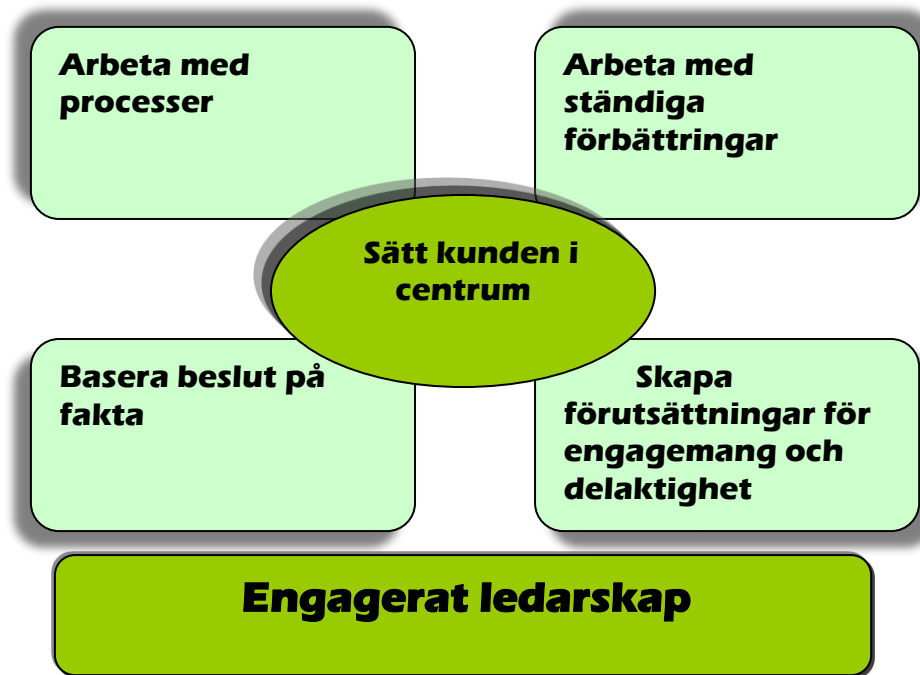 Arbeta med
processer
Arbeta med
ständiga
förbättringar
Sätt kunden i
centrum
Basera beslut på
fakta
Skapa
förutsättningar för
engagemang och
delaktighet
Engagerat ledarskap